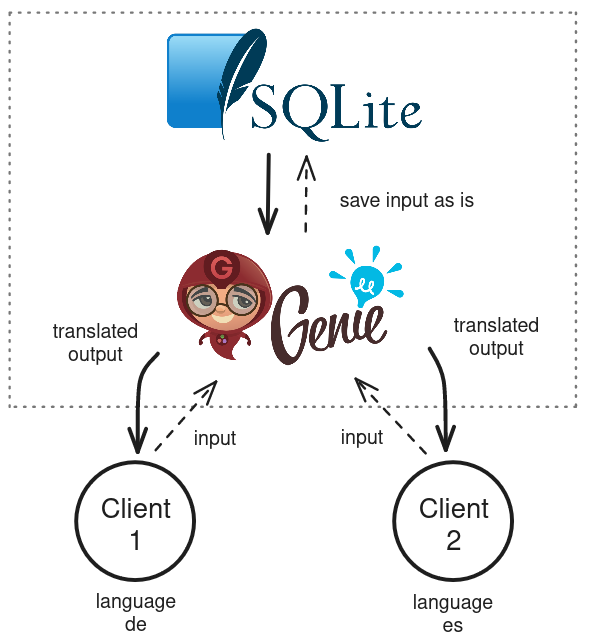 SQLite
save input as is
G
Genie
translated
output
translated
output
input
input
Client
1
Client
2
language
de
language
es